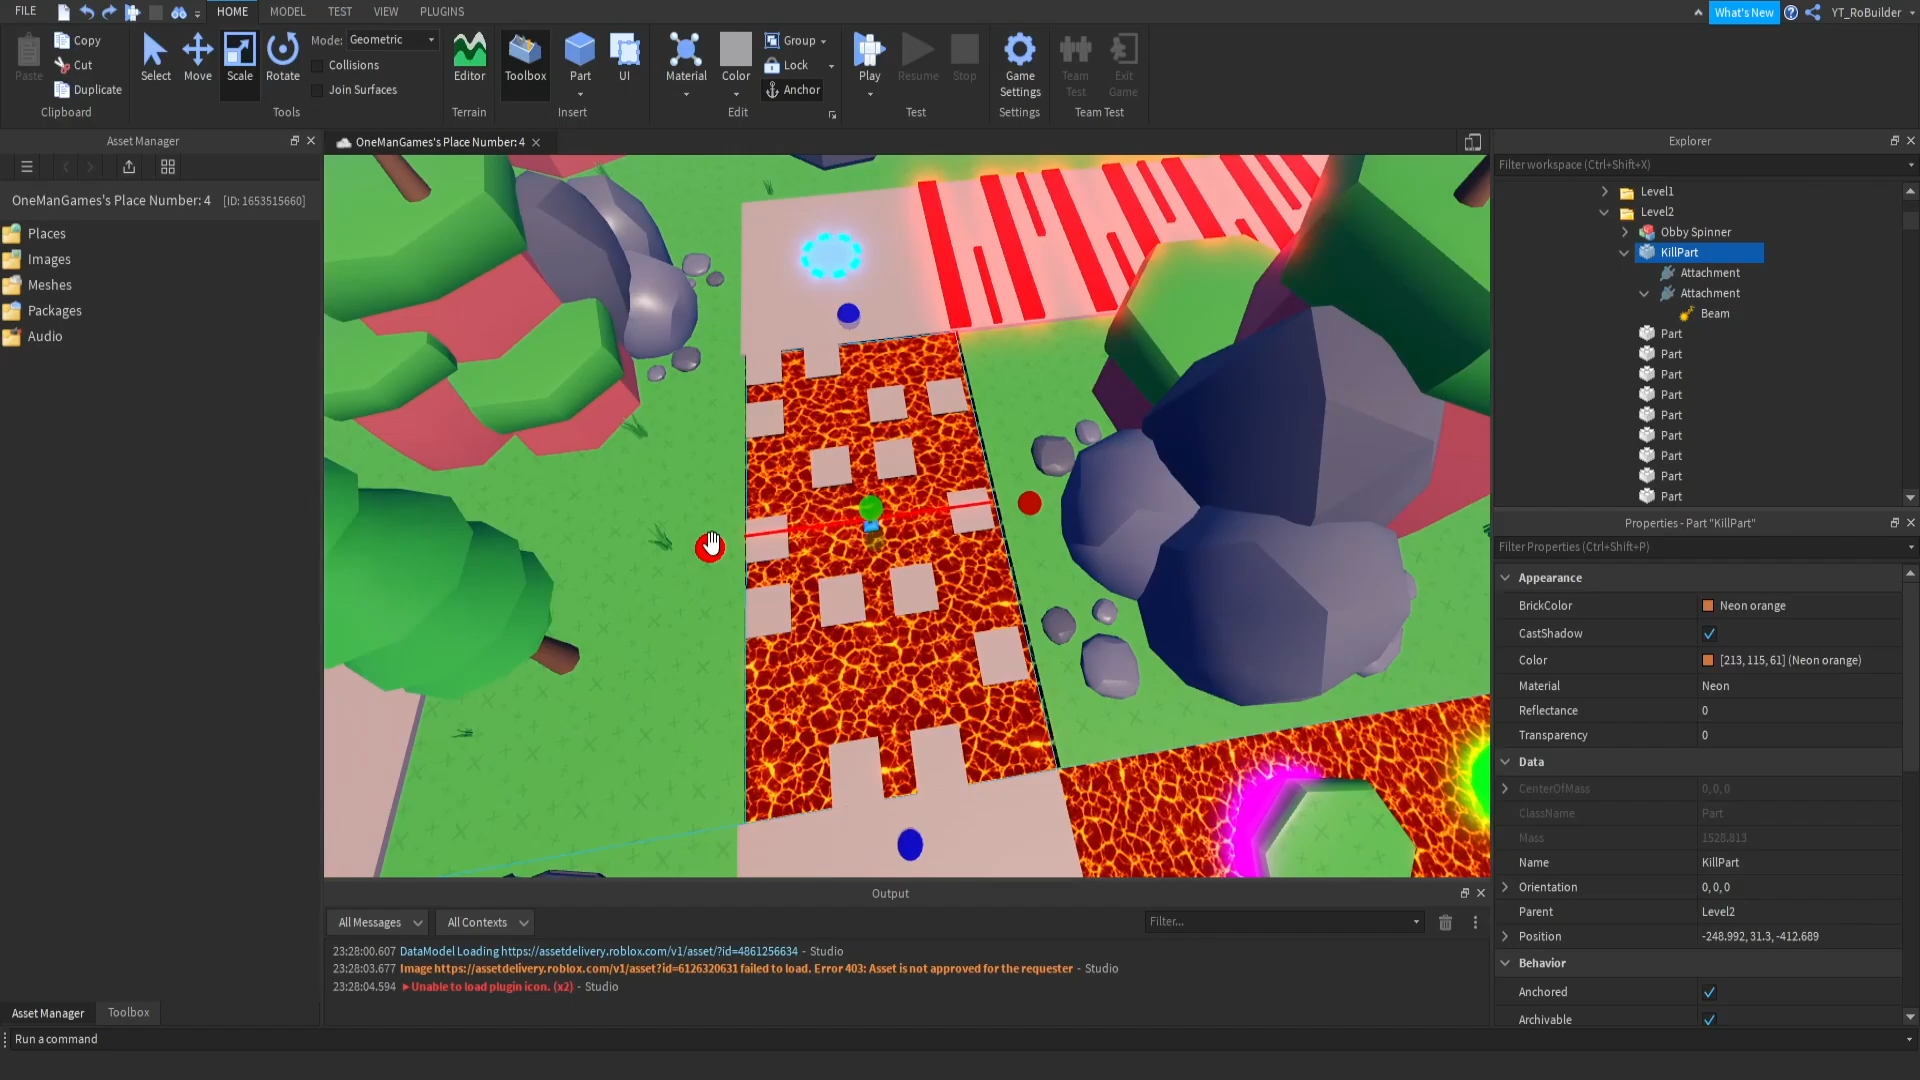 FILE
HOME
MODEL
TEST
VIEW
PLUGINS
What's New
YT_RoBuilder
Paste
Copy
Cut
Duplicate
Clipboard
Select
Move
Scale
Rotate
Mode: Geometric
Collisions
Join Surfaces
Tools
Editor
Terrain
Toolbox
Part
UI
Insert
Material
Color
Group
Lock
Anchor
Edit
Play
Resume
Stop
Test
Game
Settings
Settings
Team
Test
Exit
Game
Team Test
Asset Manager
OneManGames's Place Number: 4 [ID: 1653515660]
Places
Images
Meshes
Packages
Audio
Asset Manager
Toolbox
Run a command
OneManGames's Place Number: 4
Output
All Messages
All Contexts
Filter...
23:28:00.607 DataModel Loading https://assetdelivery.roblox.com/v1/asset/?id=4861256634 - Studio
23:28:03.677 Image https://assetdelivery.roblox.com/v1/asset?id=6126320631 failed to load. Error 403: Asset is not approved for the requester - Studio
23:28:04.594 Unable to load plugin icon. (x2) - Studio
Explorer
Filter workspace (Ctrl+Shift+X)
Level1
Level2
Obby Spinner
KillPart
Attachment
Attachment
Beam
Part
Part
Part
Part
Part
Part
Part
Part
Part
Properties - Part "KillPart"
Filter Properties (Ctrl+Shift+P)
Appearance
BrickColor Neon orange
CastShadow
Color [213, 115, 61] (Neon orange)
Material Neon
Reflectance 0
Transparency 0
Data
CenterOfMass 0, 0, 0
ClassName Part
Mass 1528.813
Name KillPart
Orientation 0, 0, 0
Parent Level2
Position -248.992, 31.3, -412.689
Behavior
Anchored
Archivable